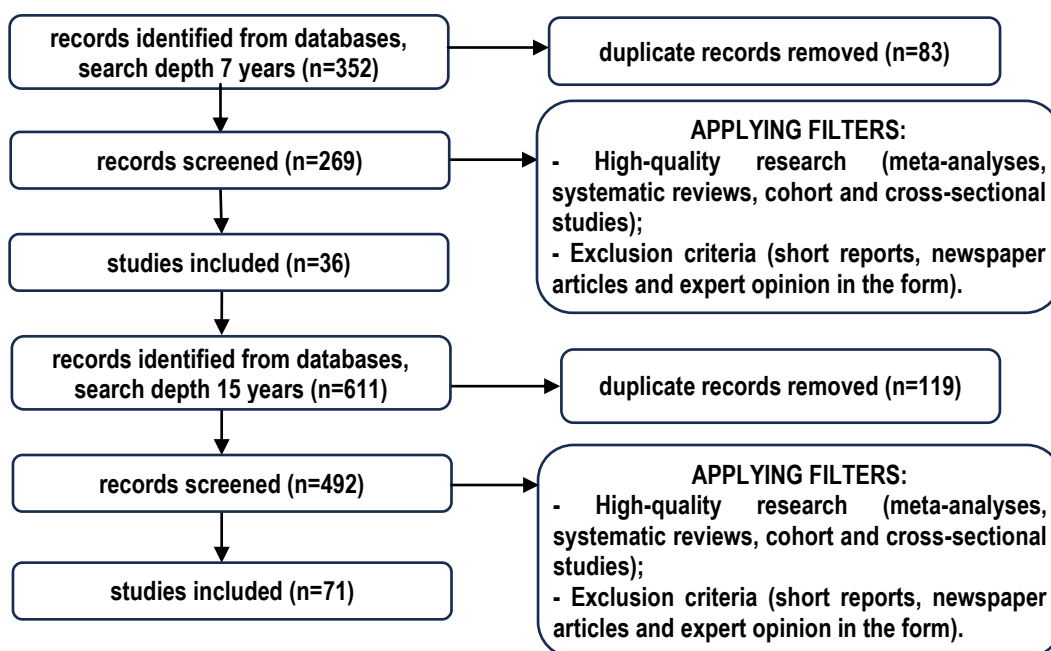 records identified from databases,
search depth 7 years (n=352)
duplicate records removed (n=83)
records screened (n=269)
APPLYING FILTERS:
- High-quality research (meta-analyses,
systematic reviews, cohort and cross-sectional
studies);
- Exclusion criteria (short reports, newspaper
articles and expert opinion in the form).
studies included (n=36)
records identified from databases,
search depth 15 years (n=611)
duplicate records removed (n=119)
records screened (n=492)
APPLYING FILTERS:
- High-quality research (meta-analyses,
systematic reviews, cohort and cross-sectional
studies);
- Exclusion criteria (short reports, newspaper
articles and expert opinion in the form).
studies included (n=71)